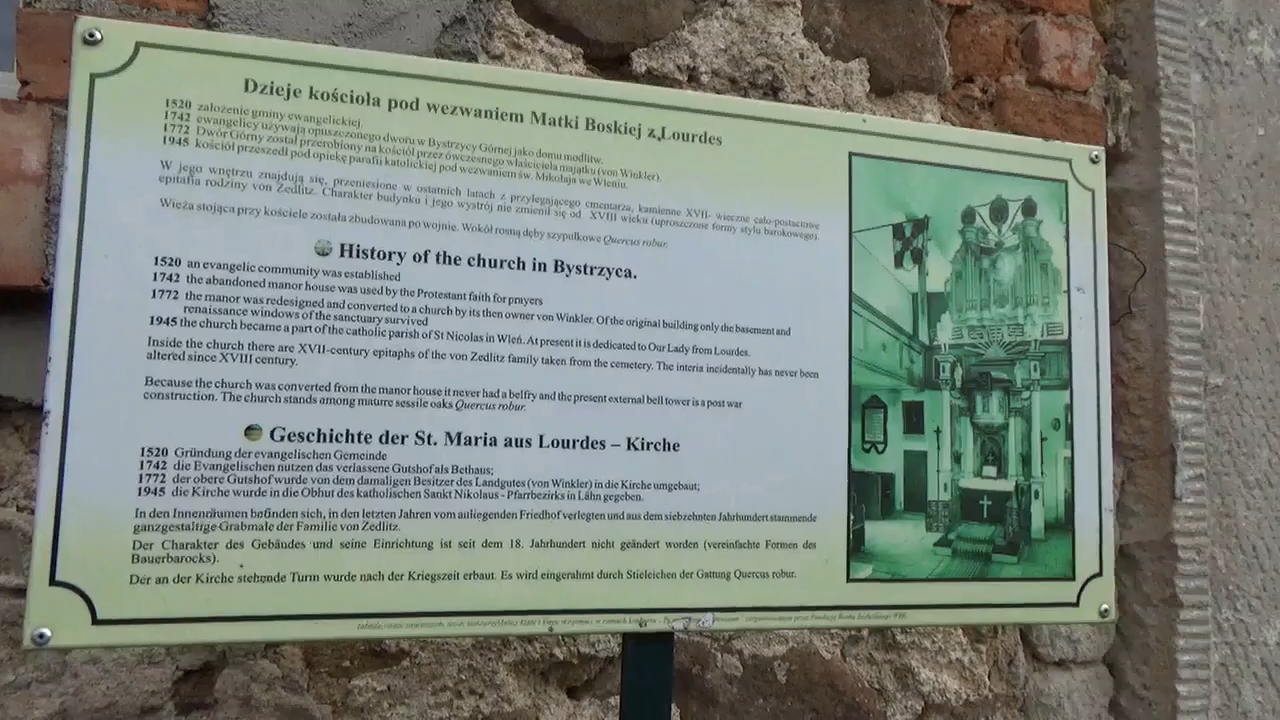 Dzieje kościoła pod wezwaniem Matki Boskiej z Lourdes
1520 założenie gminy ewangelickiej.
1742 ewangelicy używają opuszczonego dworu w Bystrzycy Górnej jako domu modlitw.
1772 Dwór Górny został przerobiony na kościół przez ówczesnego właściciela majątku (von Winkler).
1945 kościół przeszedł pod opiekę parafii katolickiej pod wezwaniem św. Mikołaja we Wleniu.
W jego wnętrzu znajdują się, przeniesione w ostatnich latach z przylegającego cmentarza, kamienne XVII- wieczne cało-postaciowe
epitafia rodziny von Zedlitz. Charakter budynku i jego wystrój nie zmienił się od XVIII wieku (uproszczone formy stylu barokowego).
Wieża stojąca przy kościele została zbudowana po wojnie. Wokół rosną dęby szypułkowe Quercus robur.
History of the church in Bystrzyca.
1520 an evangelic community was established
1742 the abandoned manor house was used by the Protestant faith for prayers
1772 the manor was redesigned and converted to a church by its then owner von Winkler. Of the original building only the basement and
renaissance windows of the sanctuary survived
1945 the church became a part of the catholic parish of St Nicolas in Wleń. At present it is dedicated to Our Lady from Lourdes.
Inside the church there are XVII-century epitaphs of the von Zedlitz family taken from the cemetery. The interia incidentally has never been
altered since XVIII century.
Because the church was converted from the manor house it never had a belfry and the present external bell tower is a post war
construction. The church stands among mature sessile oaks Quercus robur.
Geschichte der St. Maria aus Lourdes – Kirche
1520 Gründung der evangelischen Gemeinde
1742 die Evangelischen nutzen das verlassene Gutshof als Bethaus;
1772 der obere Gutshof wurde von dem damaligen Besitzer des Landgutes (von Winkler) in die Kirche umgebaut;
1945 die Kirche wurde in die Obhut des katholischen Sankt Nikolaus - Pfarrbezirks in Lähn gegeben.
In den Innenräumen befinden sich, in den letzten Jahren vom anliegenden Friedhof verlegten und aus dem siebzehnten Jahrhundert stammende
ganzgestaltige Grabmale der Familie von Zedlitz.
Der Charakter des Gebäudes und seine Einrichtung ist seit dem 18. Jahrhundert nicht geändert worden (vereinfachte Formen des
Bauerbarocks).
Der an der Kirche stehende Turm wurde nach der Kriegszeit erbaut. Es wird eingerahmt durch Stieleichen der Gattung Quercus robur.